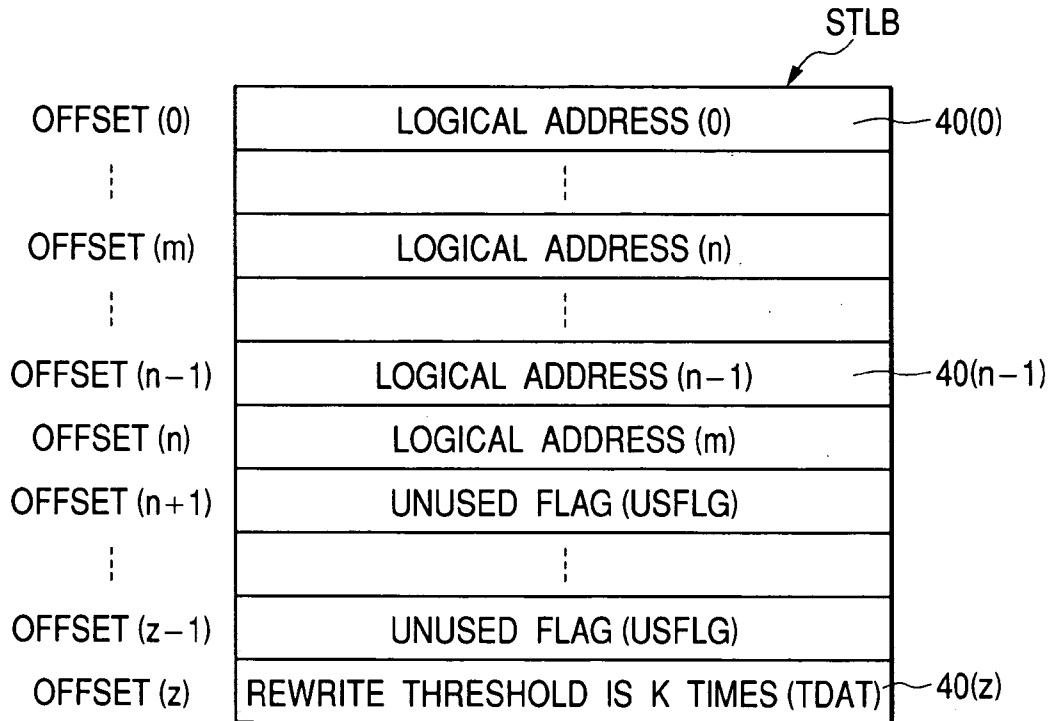 STLB
OFFSET (0) LOGICAL ADDRESS (0) 40(0)
OFFSET (m) LOGICAL ADDRESS (n)
OFFSET (n−1) LOGICAL ADDRESS (n−1) 40(n−1)
OFFSET (n) LOGICAL ADDRESS (m)
OFFSET (n+1) UNUSED FLAG (USFLG)
OFFSET (z−1) UNUSED FLAG (USFLG)
OFFSET (z) REWRITE THRESHOLD IS K TIMES (TDAT) 40(z)